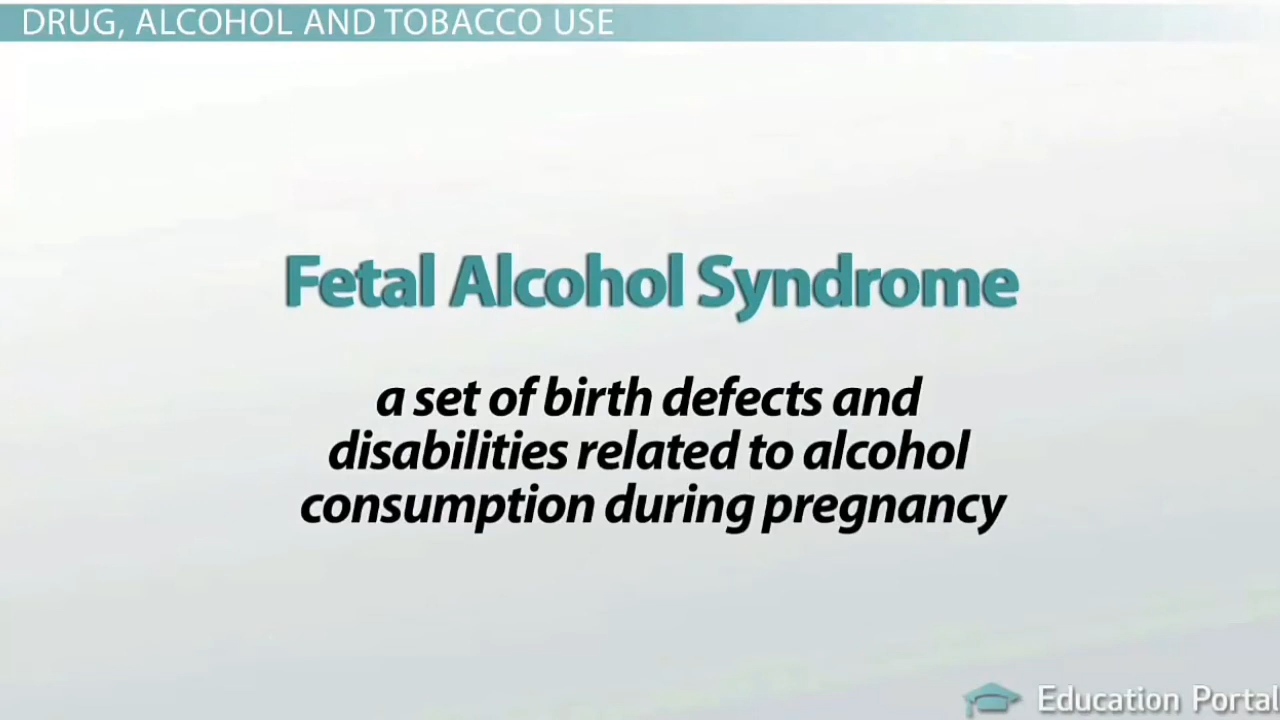 DRUG, ALCOHOL AND TOBACCO USE
Fetal Alcohol Syndrome
a set of birth defects and
disabilities related to alcohol
consumption during pregnancy
Education Portal